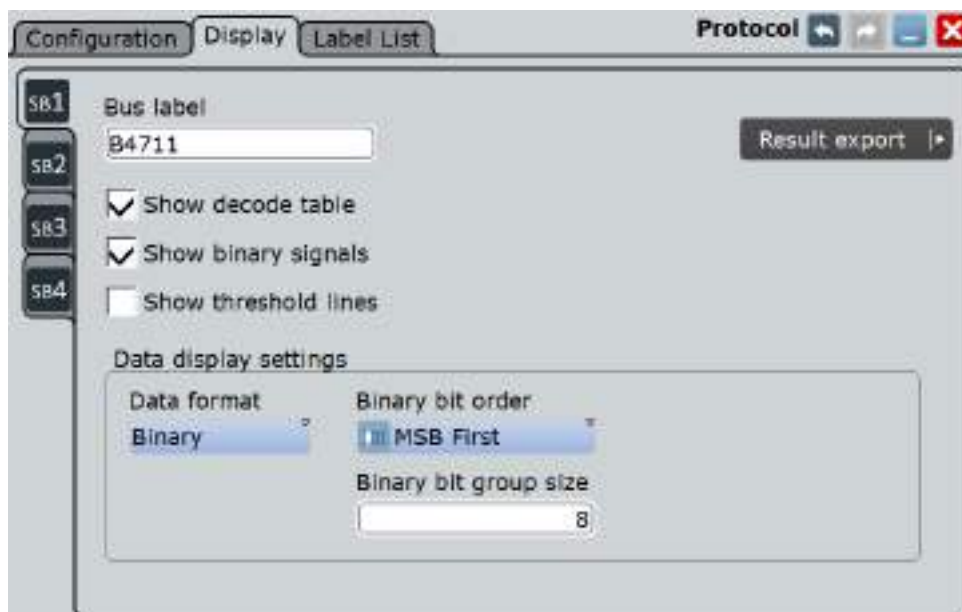 Configuration Display Label List Protocol
SB1
Bus label
B4711
Result export
SB2
Show decode table
SB3
Show binary signals
SB4
Show threshold lines
Data display settings
Data format Binary bit order
Binary MSB First
Binary bit group size
8